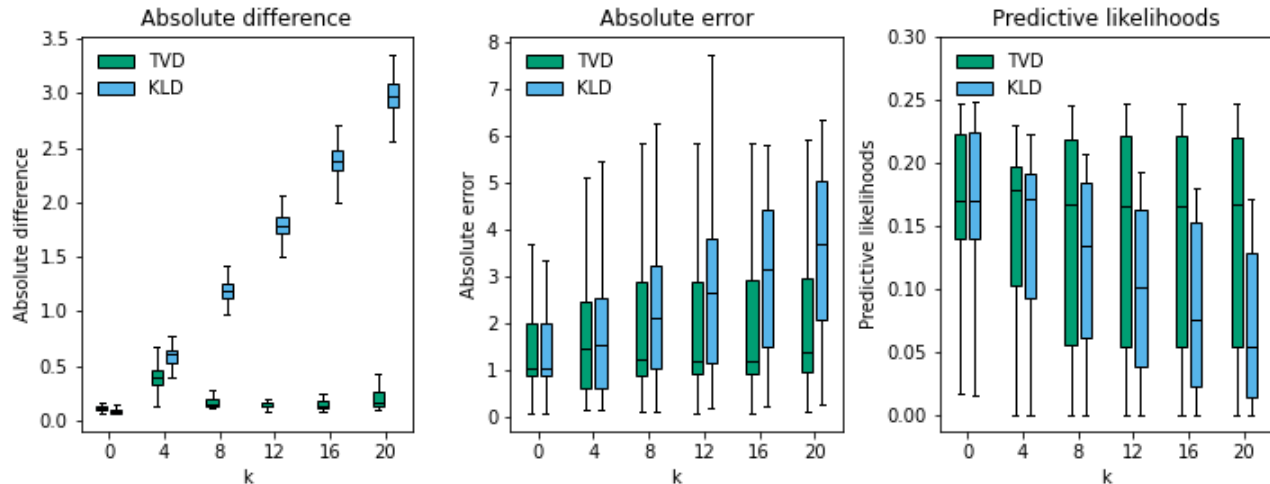 Absolute difference
3.5
3.0
2.5
2.0
1.5
1.0
0.5
0.0
Absolute difference
TVD
KLD
0 4 8 12 16 20
k
Absolute error
8
7
6
5
4
3
2
1
0
Absolute error
TVD
KLD
0 4 8 12 16 20
k
Predictive likelihoods
0.30
0.25
0.20
0.15
0.10
0.05
0.00
Predictive likelihoods
TVD
KLD
0 4 8 12 16 20
k